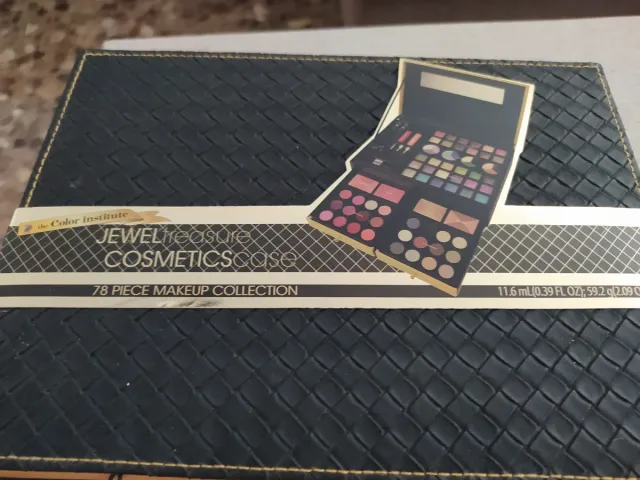 the Color Institute
JEWELtreasure
COSMETICScase
78 PIECE MAKEUP COLLECTION
11.6 mL(0.39 FL OZ); 59.2 g(2.09 O